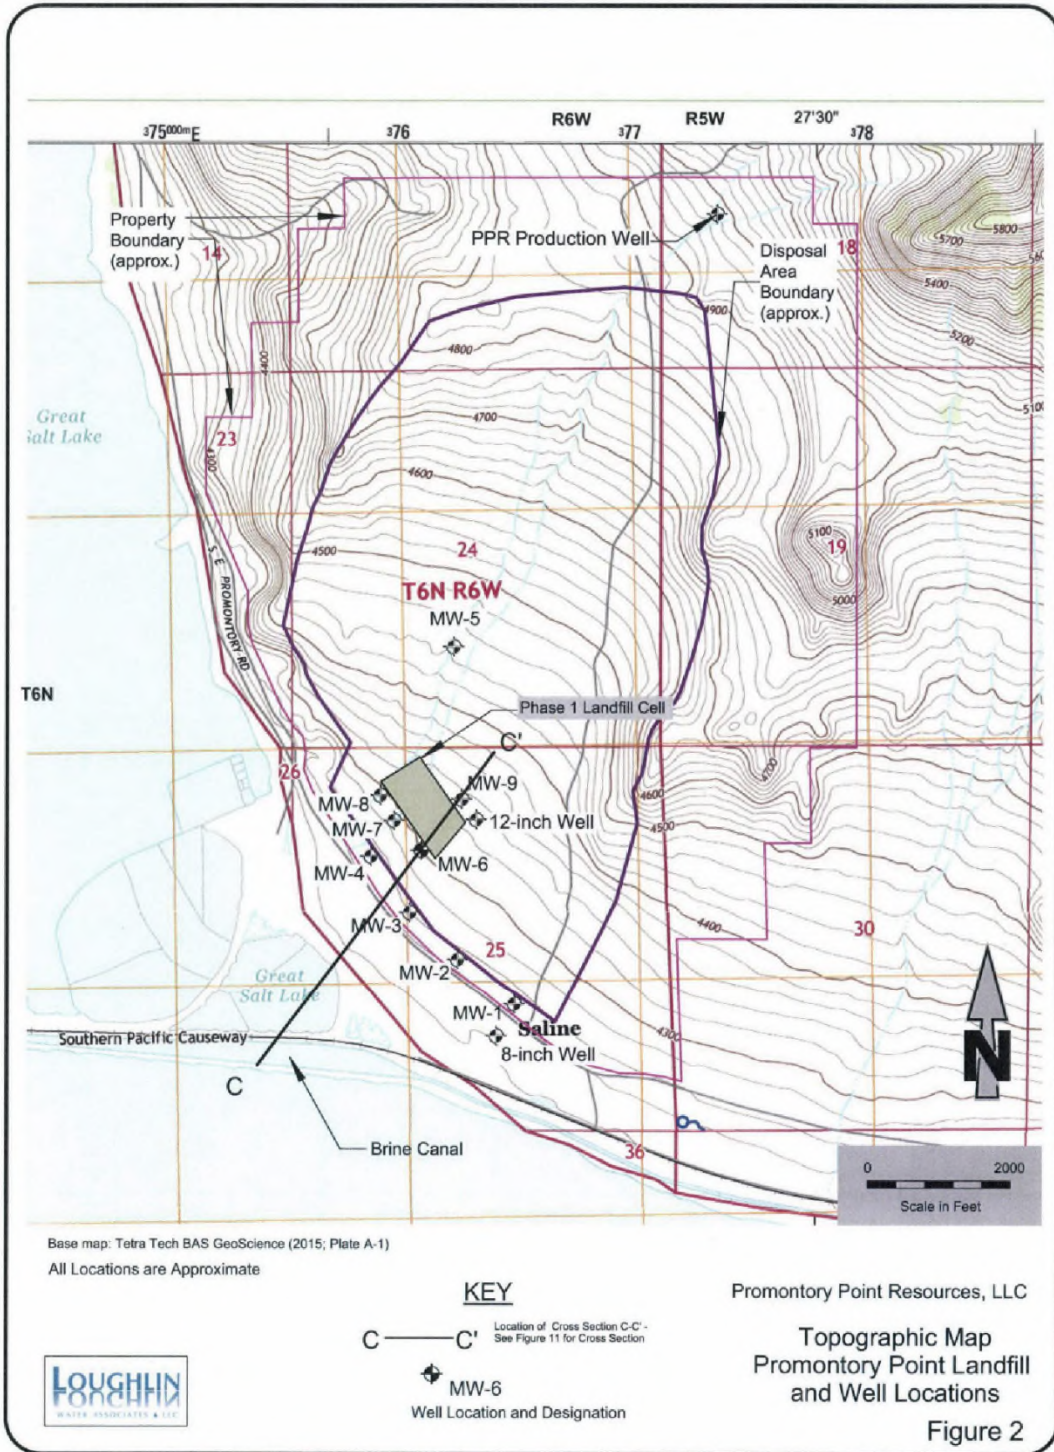 R6W R5W 27'30"
375000mE 376 377 378
Property
Boundary
(approx.)
14
PPR Production Well
18
Disposal
Area
Boundary
(approx.)
5800
5700
5400
5200
4900
4800
4400
4700
Great
Salt Lake
23
4300
4600
4500
24
5100
19
5000
T6N R6W
MW-5
S E PROMONTORY RD
T6N
Phase 1 Landfill Cell
C'
26
MW-9
MW-8
12-inch Well
MW-7
MW-6
MW-4
4700
4600
4500
MW-3
4400
30
25
MW-2
Great
Salt Lake
MW-1
Saline
8-inch Well
4300
Southern Pacific Causeway
C
N
Brine Canal
36
0 2000
Scale in Feet
Base map: Tetra Tech BAS GeoScience (2015; Plate A-1)
All Locations are Approximate
KEY
C C' Location of Cross Section C-C' -
See Figure 11 for Cross Section
MW-6
Well Location and Designation
Promontory Point Resources, LLC
Topographic Map
Promontory Point Landfill
and Well Locations
Figure 2
LOUGHLIN
WATER ASSOCIATES LLC